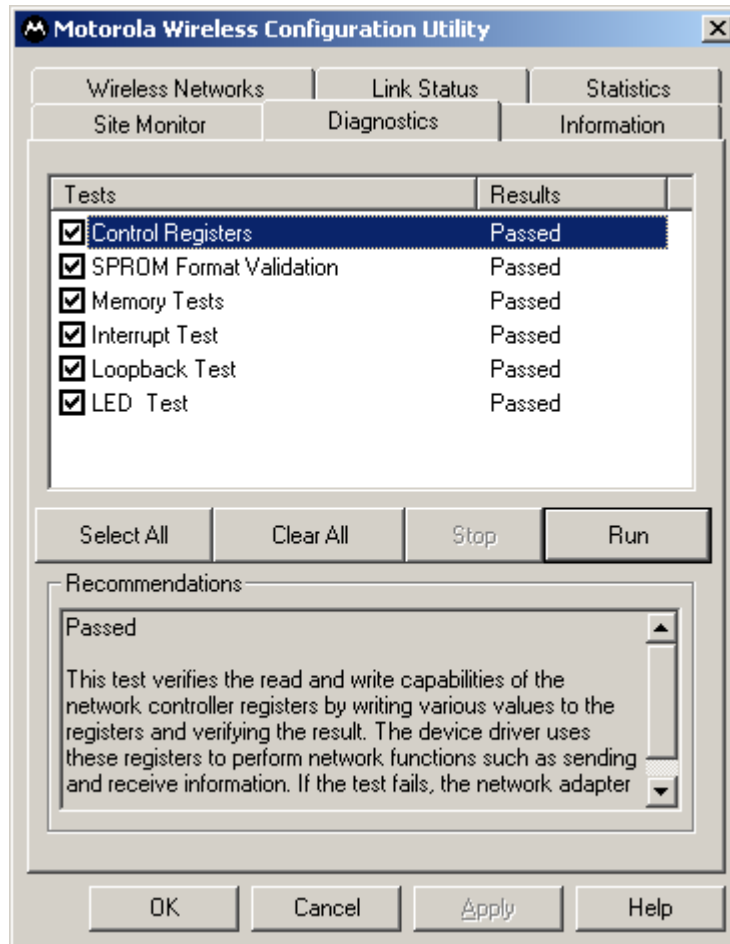 Motorola Wireless Configuration Utility
Wireless Networks Link Status Statistics
Site Monitor Diagnostics Information
Tests Results
Control Registers Passed
SPROM Format Validation Passed
Memory Tests Passed
Interrupt Test Passed
Loopback Test Passed
LED  Test Passed
Select All Clear All Stop Run
Recommendations
Passed
This test verifies the read and write capabilities of the
network controller registers by writing various values to the
registers and verifying the result. The device driver uses
these registers to perform network functions such as sending
and receive information. If the test fails, the network adapter
OK Cancel Apply Help